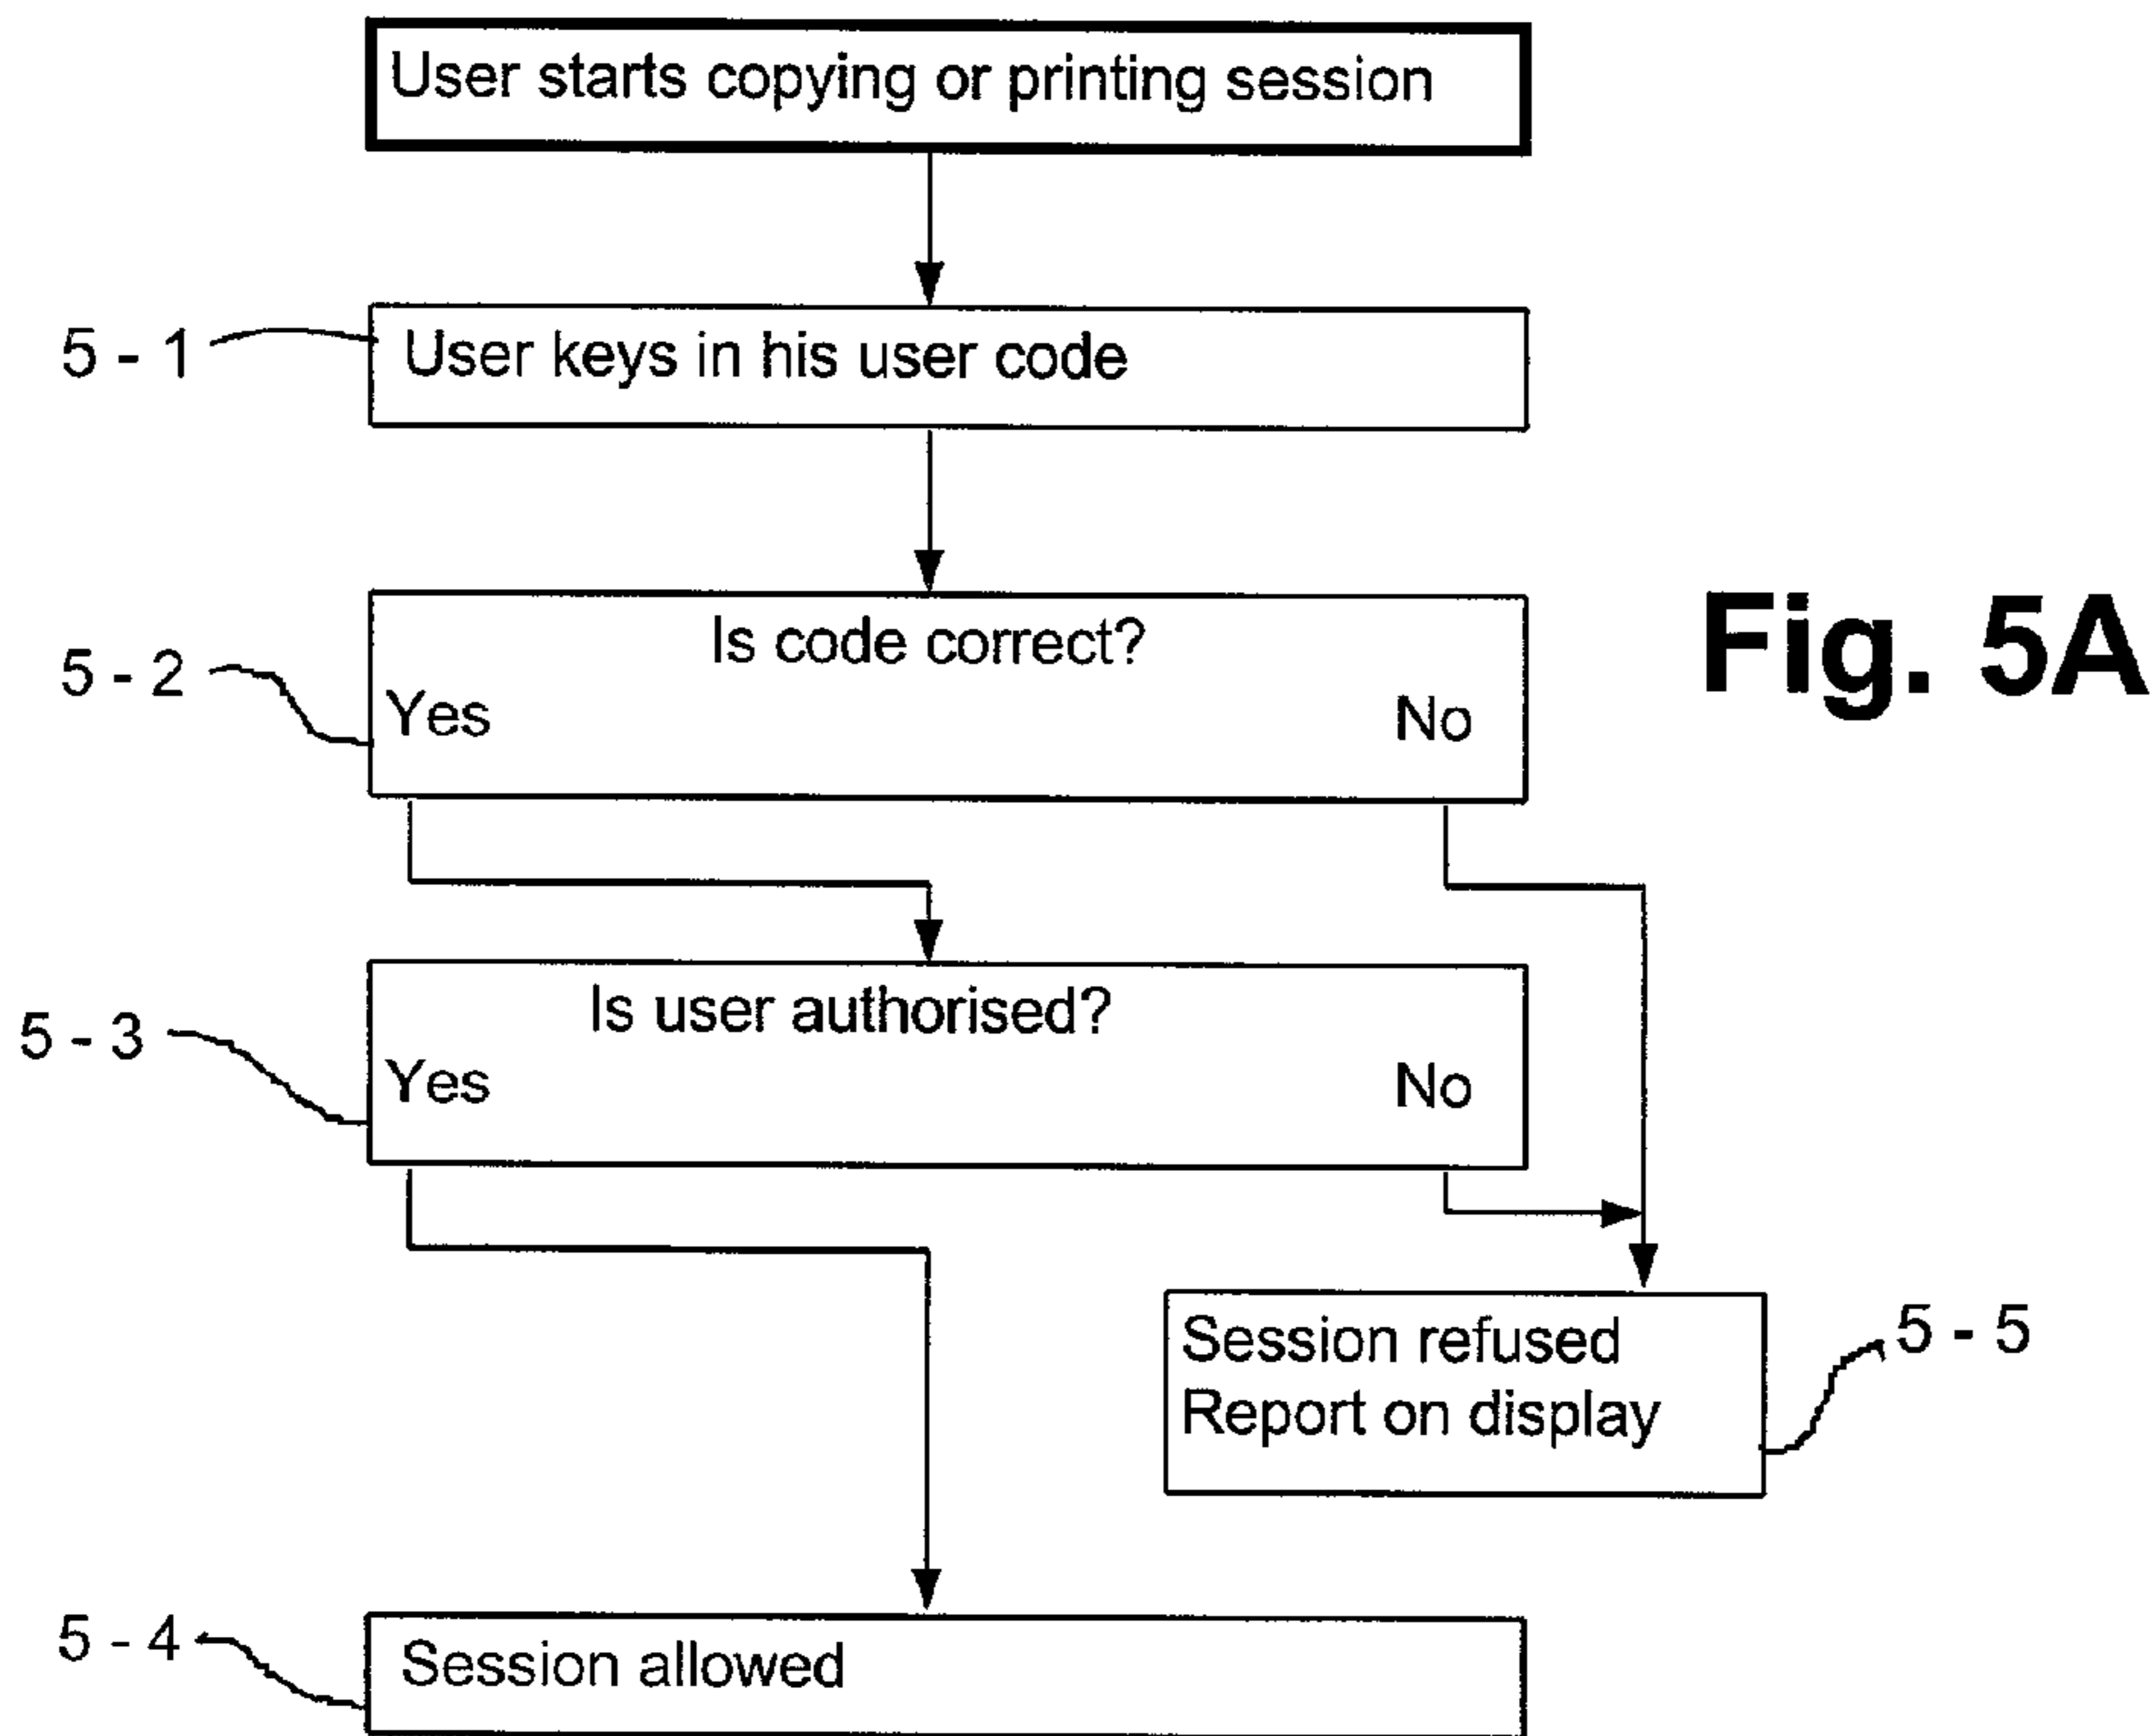 User starts copying or printing session
5 - 1
User keys in his user code
Is code correct?
5 - 2
Yes
No
Fig. 5A
Is user authorised?
5 - 3
Yes
No
Session refused
Report on display
5 - 5
5 - 4
Session allowed